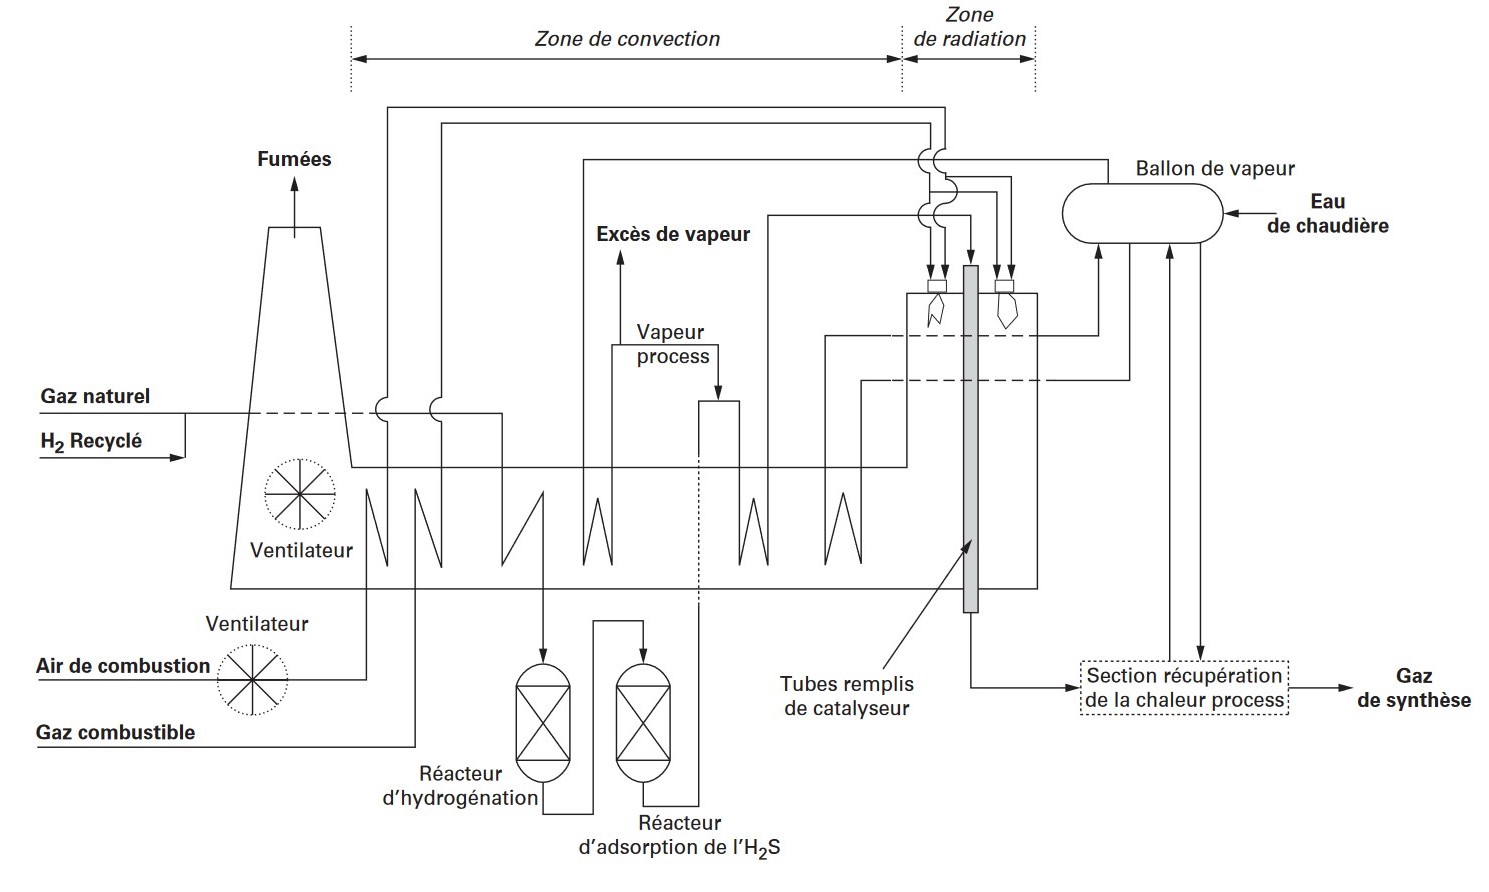 Zone
de radiation
Zone de convection
Fumées
Ballon de vapeur
Eau
de chaudière
Excès de vapeur
Vapeur
process
Gaz naturel
H2 Recyclé
Ventilateur
Ventilateur
Air de combustion
Gaz combustible
Tubes remplis
de catalyseur
Section récupération
de la chaleur process
Gaz
de synthèse
Réacteur
d'hydrogénation
Réacteur
d'adsorption de l'H2S